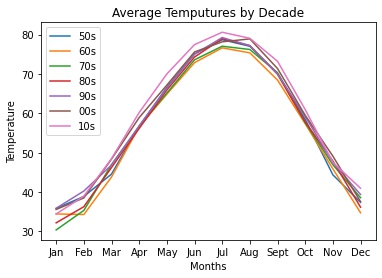 Average Temputures by Decade
80
70
60
50
40
30
Temperature
50s
60s
70s
80s
90s
00s
10s
Jan Feb Mar Apr May Jun Jul Aug Sept Oct Nov Dec
Months